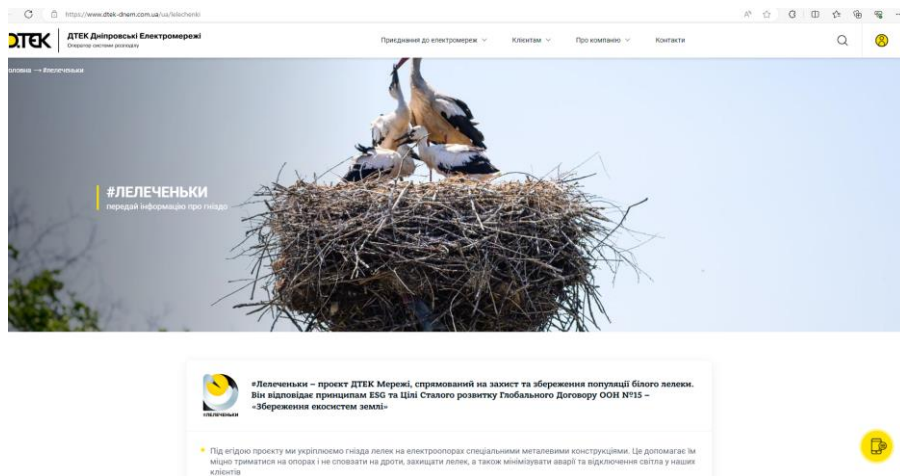 https://www.dtek-dnem.com.ua/ua/lelechenki
ДТЕК Дніпровські Електромережі
Оператор системи розподілу
Приєднання до електромереж
Клієнтам
Про компанію
Контакти
→ #лелеченьки
#ЛЕЛЕЧЕНЬКИ
передай інформацію про гніздо
#ЛЕЛЕЧЕНЬКИ
#Лелеченьки – проєкт ДТЕК Мережі, спрямований на захист та збереження популяції білого лелеки.
Він відповідає принципам ESG та Цілі Сталого розвитку Глобального Договору ООН №15 –
«Збереження екосистем землі»
Під егідою проєкту ми укріплюємо гнізда лелек на електроопорах спеціальними металевими конструкціями. Це допомагає їм
міцно триматися на опорах і не сповзати на дроти, захищати лелек, а також мінімізувати аварії та відключення світла у наших
клієнтів